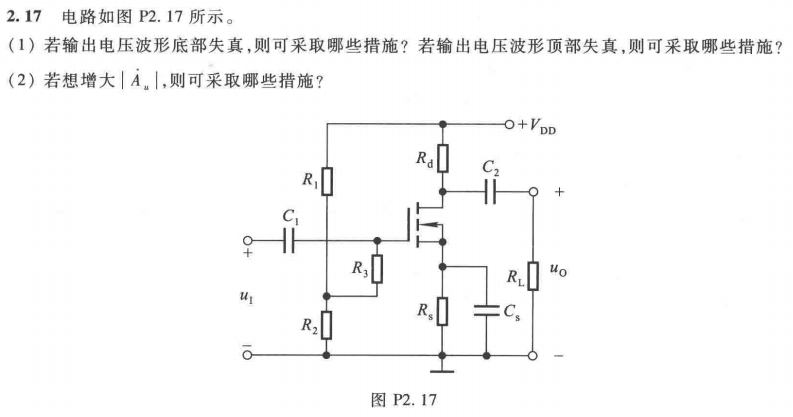 2.17 电路如图 P2.17 所示。
(1) 若输出电压波形底部失真,则可采取哪些措施? 若输出电压波形顶部失真,则可采取哪些措施?
(2) 若想增大|Ȧu|,则可采取哪些措施?
+VDD
Rd
C2
R1
+
C1
+
R3
RL
uO
uI
R2
Rs
Cs
−
−
图 P2.17